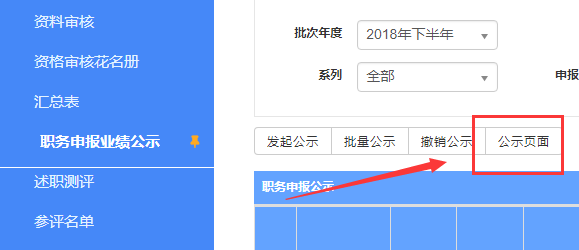 资料审核
资格审核花名册
汇总表
职务申报业绩公示
述职测评
参评名单
批次年度 2018年下半年
系列 全部 申报
发起公示 批量公示 撤销公示 公示页面
职务申报公示